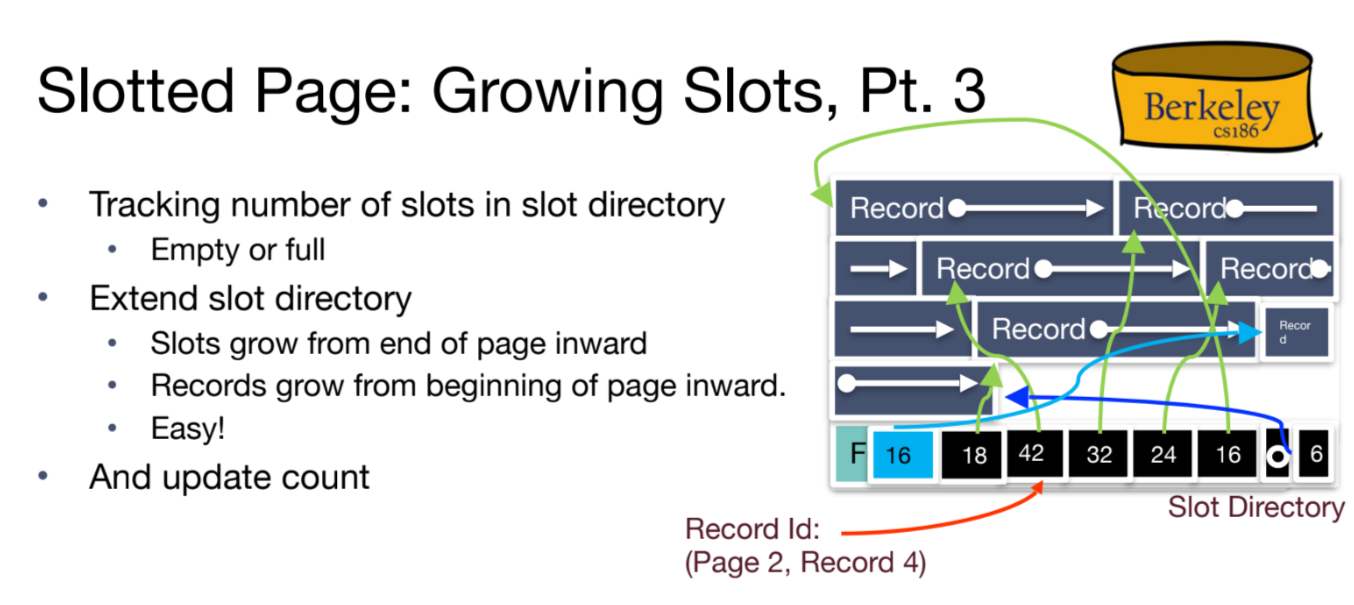 Slotted Page: Growing Slots, Pt. 3
Berkeley
cs186
• Tracking number of slots in slot directory
• Empty or full
• Extend slot directory
• Slots grow from end of page inward
• Records grow from beginning of page inward.
• Easy!
• And update count
Record Record
Record Record
Record Recor
d
F 16 18 42 32 24 16 6
Slot Directory
Record Id:
(Page 2, Record 4)